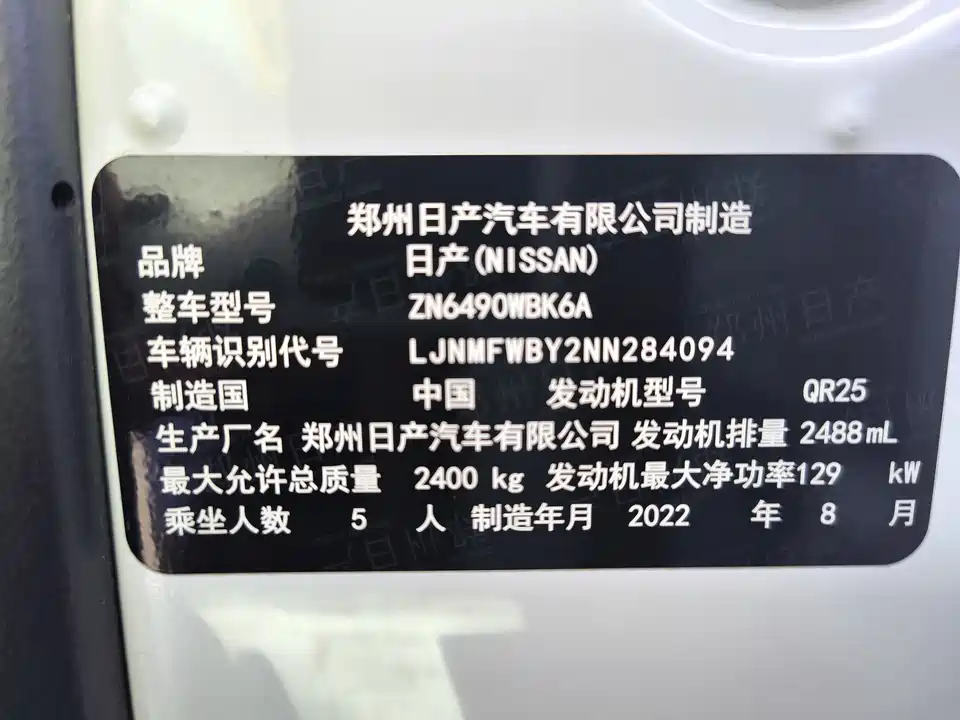 郑州日产汽车有限公司制造
品牌 日产(NISSAN)
整车型号 ZN6490WBK6A
车辆识别代号 LJNMFWBY2NN284094
制造国 中国 发动机型号 QR25
生产厂名 郑州日产汽车有限公司 发动机排量 2488mL
最大允许总质量 2400 kg 发动机最大净功率129 kW
乘坐人数 5 人 制造年月 2022 年 8 月